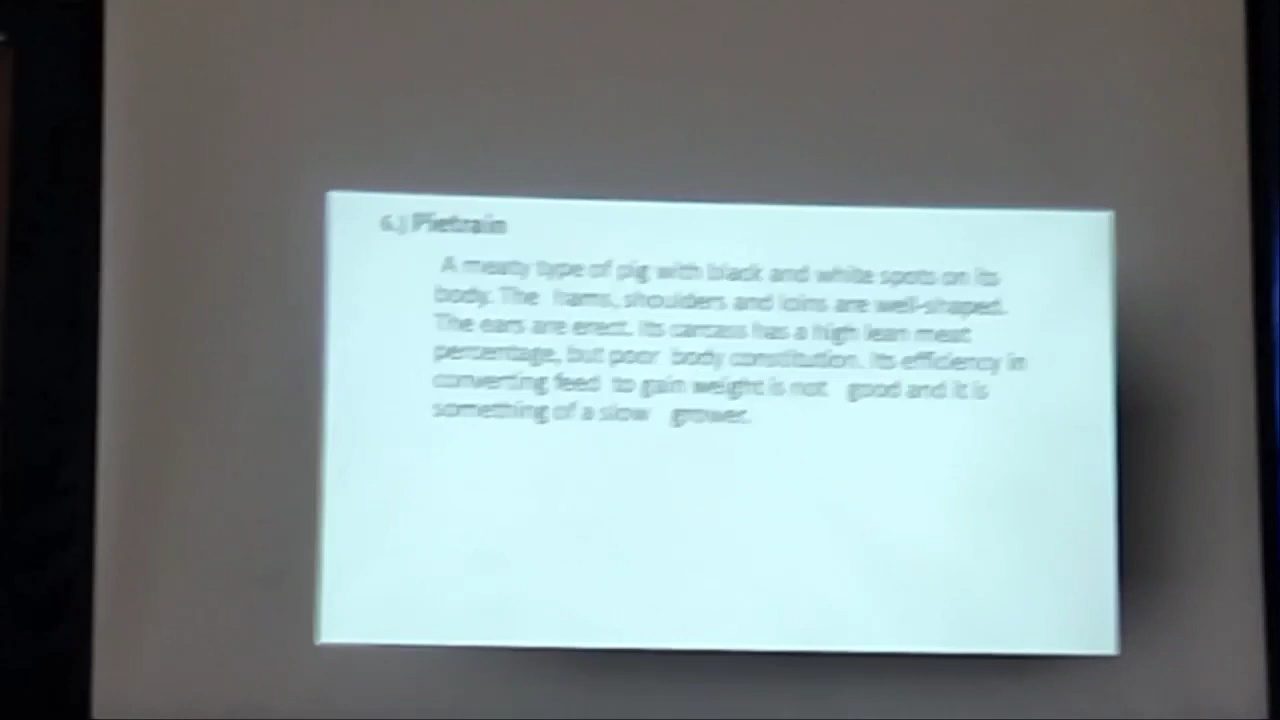 6.) Pietrain
A meaty type of pig with black and white spots on its
body. The hams, shoulders and loins are well-shaped.
The ears are erect. Its carcass has a high lean meat
percentage, but poor body constitution. Its efficiency in
converting feed to gain weight is not good and it is
something of a slow grower.